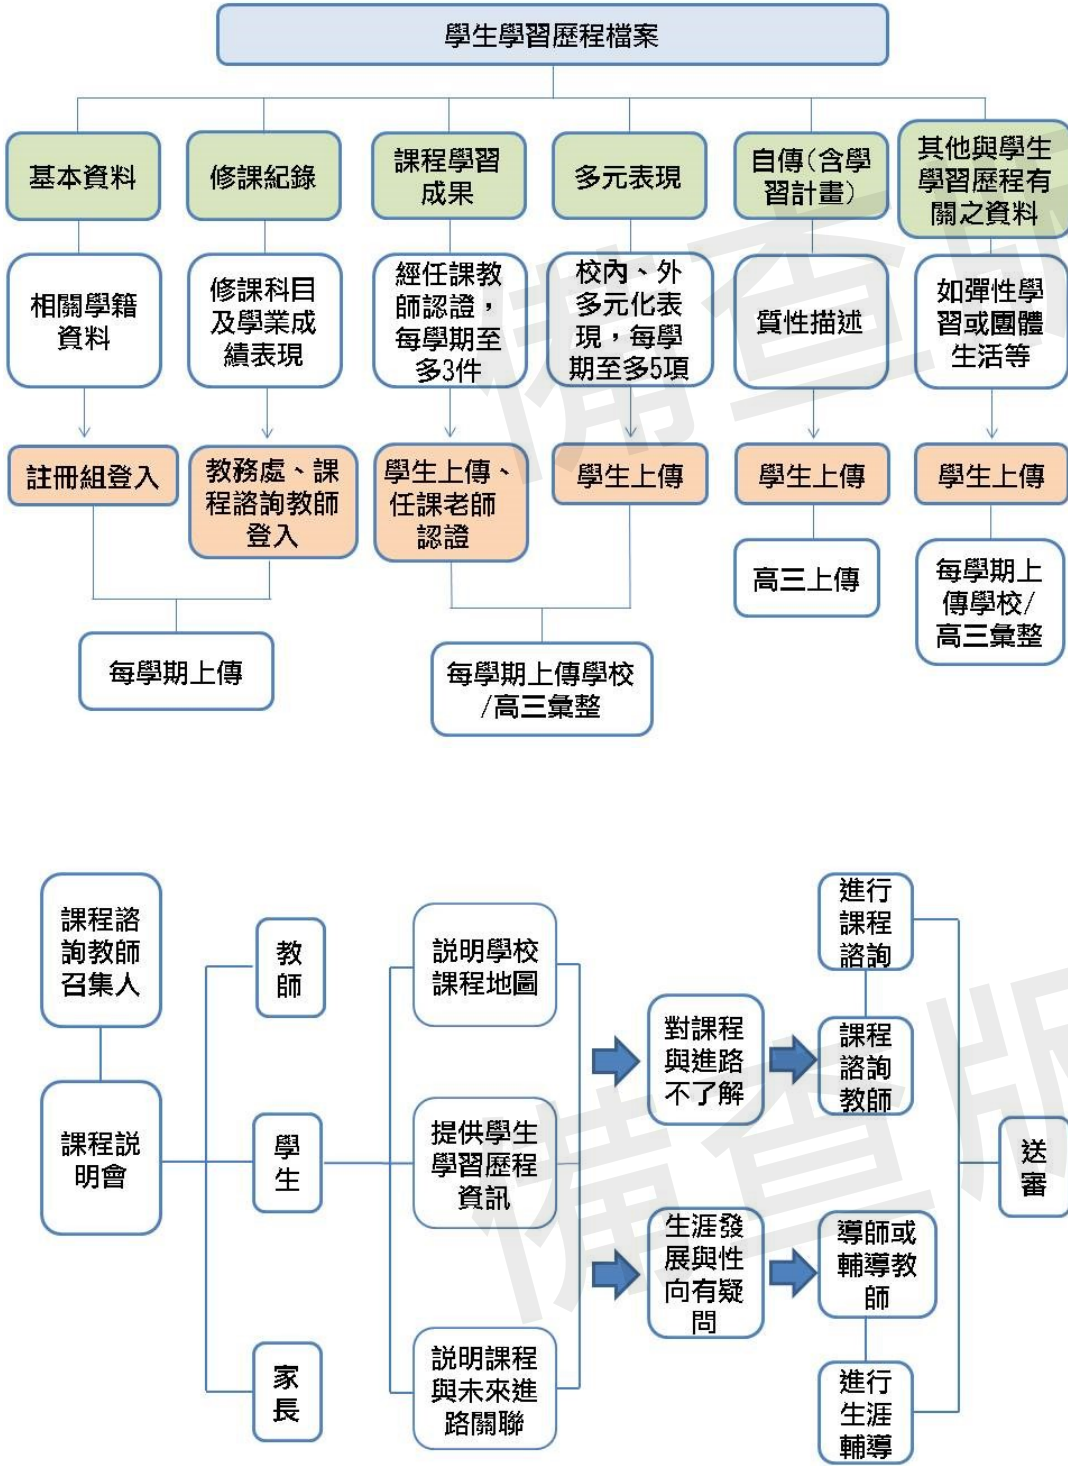 學生學習歷程檔案
基本資料
修課紀錄
課程學習
成果
多元表現
自傳(含學
習計畫)
其他與學生
學習歷程有
關之資料
相關學籍
資料
修課科目
及學業成
績表現
經任課教
師認證，
每學期至
多3件
校內、外
多元化表
現，每學
期至多5項
質性描述
如彈性學
習或團體
生活等
註冊組登入
教務處、課
程諮詢教師
登入
學生上傳、
任課老師
認證
學生上傳
學生上傳
學生上傳
每學期上傳
每學期上傳學校
/高三彙整
高三上傳
每學期上
傳學校/
高三彙整
課程諮
詢教師
召集人
課程説
明會
教
師
學
生
家
長
説明學校
課程地圖
提供學生
學習歷程
資訊
説明課程
與未來進
路關聯
對課程
與進路
不了解
生涯發
展與性
向有疑
問
進行
課程
諮詢
課程
諮詢
教師
導師或
輔導教
師
進行
生涯
輔導
送
審
備查版
備查版